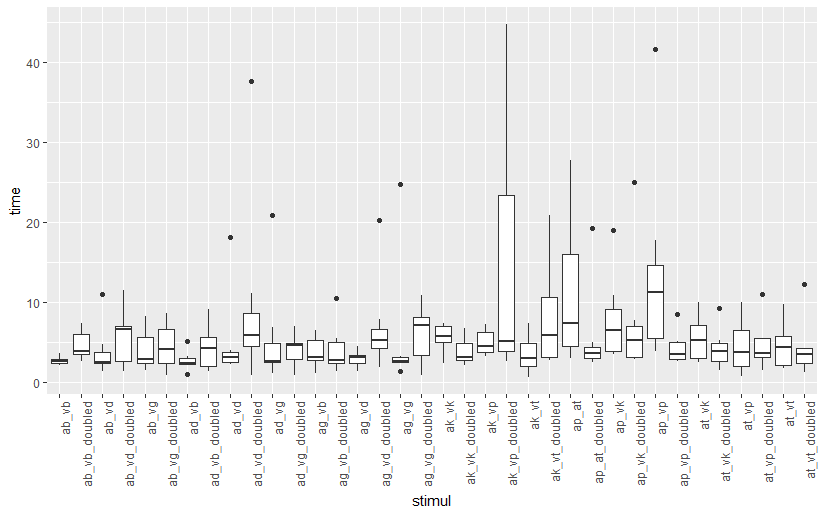 time
40
30
20
10
0
ab_vb
ab_vb_doubled
ab_vd
ab_vd_doubled
ab_vg
ab_vg_doubled
ad_vb
ad_vb_doubled
ad_vd
ad_vd_doubled
ad_vg
ad_vg_doubled
ag_vb
ag_vb_doubled
ag_vd
ag_vd_doubled
ag_vg
ag_vg_doubled
ak_vk
ak_vk_doubled
ak_vp
ak_vp_doubled
ak_vt
ak_vt_doubled
ap_at
ap_at_doubled
ap_vk
ap_vk_doubled
ap_vp
ap_vp_doubled
at_vk
at_vk_doubled
at_vp
at_vp_doubled
at_vt
at_vt_doubled
stimul